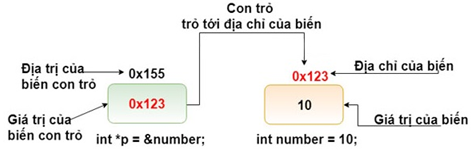 Con trỏ
trỏ tới địa chỉ của biến
Địa trị của
biến con trỏ
0x155
0x123
Địa chỉ của biến
Giá trị của
biến con trỏ
0x123
10
Giá trị của biến
int *p = &number;
int number = 10;